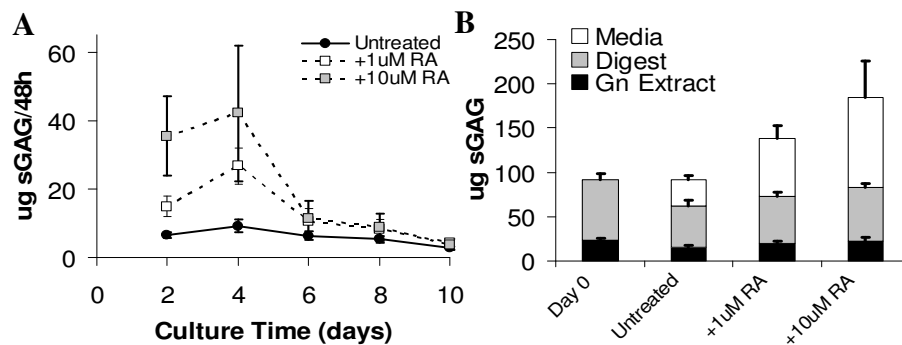 A
ug sGAG/48h
60
40
20
0
0 2 4 6 8 10
Culture Time (days)
Untreated
+1uM RA
+10uM RA
B
ug sGAG
250
200
150
100
50
0
Media
Digest
Gn Extract
Day 0
Untreated
+1uM RA
+10uM RA